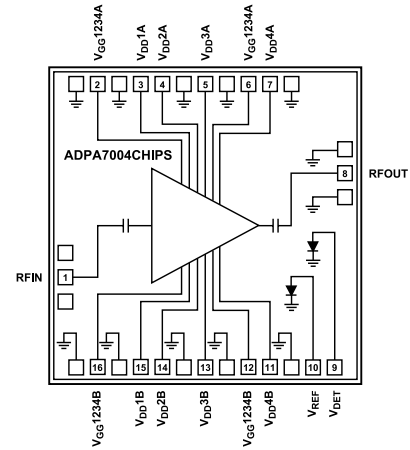 VGG1234A VDD1A VDD2A VDD3A VGG1234A VDD4A
2 3 4 5 6 7
ADPA7004CHIPS
8 RFOUT
RFIN 1
16 15 14 13 12 11 10 9
VGG1234B VDD1B VDD2B VDD3B VGG1234B VDD4B VREF VDET